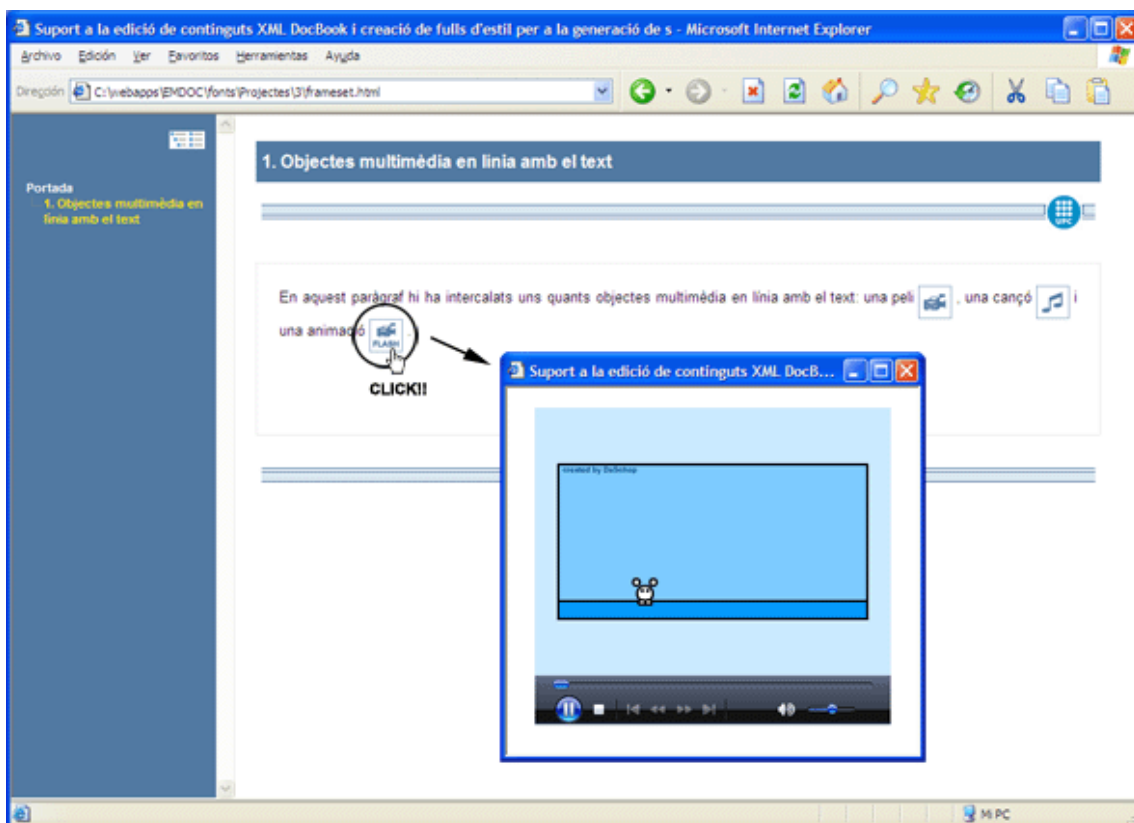 Suport a la edició de continguts XML DocBook i creació de fulls d'estil per a la generació de s - Microsoft Internet Explorer
Archivo Edición Ver Favoritos Herramientas Ayuda
Dirección C:\webapps\EMDOC\fonts\Projectes\3\frameset.html
1. Objectes multimèdia en línia amb el text
Portada
1. Objectes multimèdia en
línia amb el text
UPC
En aquest paràgraf hi ha intercalats uns quants objectes multimèdia en línia amb el text: una peli , una cançó i
una animació FLASH .
CLICK!!
Suport a la edició de continguts XML DocB...
created by
Mi PC